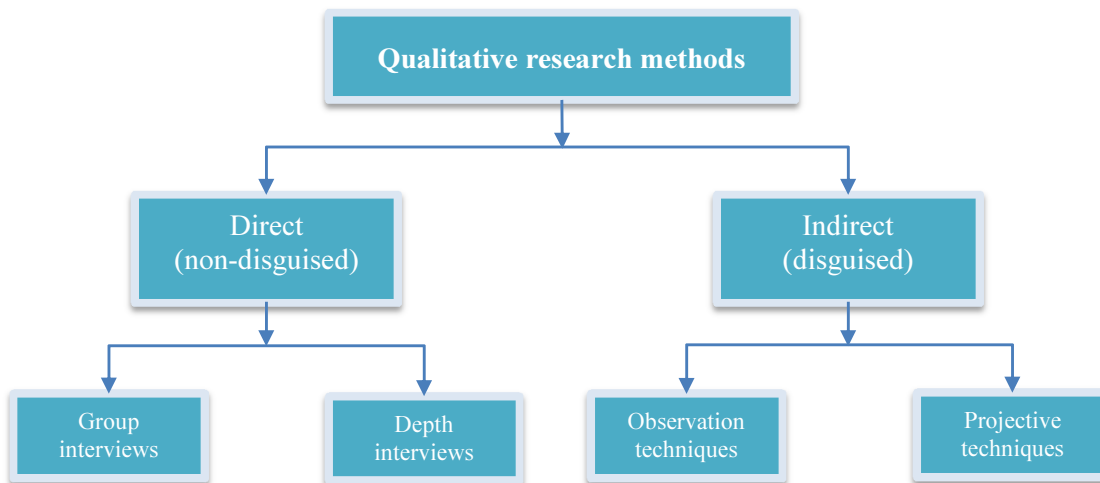 Qualitative research methods
Direct
(non-disguised)
Indirect
(disguised)
Group
interviews
Depth
interviews
Observation
techniques
Projective
techniques